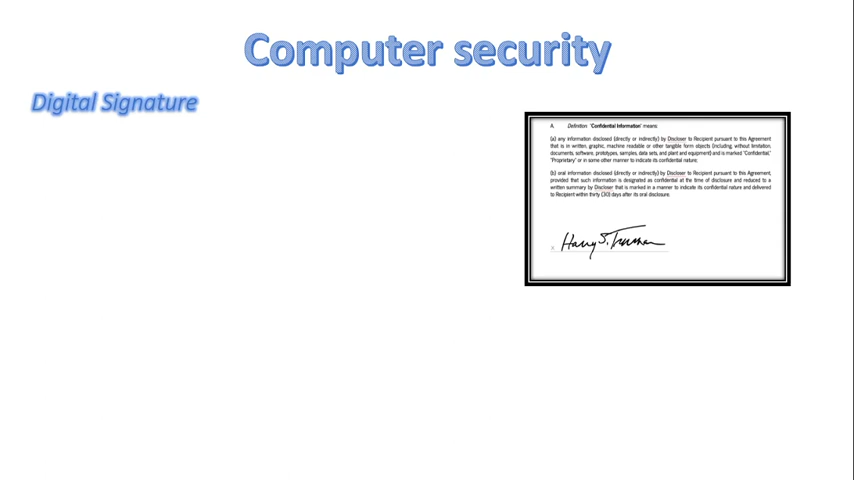 Computer security
Digital Signature
A. Definition "Confidential Information" means:
(a) any information disclosed (directly or indirectly) by Discloser to Recipient pursuant to this Agreement
that is in written, graphic, machine readable or other tangible form objects (including, without limitation,
documents, software, prototypes, samples, data sets, and plant and equipment) and is marked "Confidential,"
"Proprietary" or in some other manner to indicate its confidential nature.
(b) oral information disclosed (directly or indirectly) by Discloser to Recipient pursuant to this Agreement,
provided that such information is designated as confidential at the time of disclosure and reduced to a
written summary by Discloser that is marked in a manner to indicate its confidential nature and delivered
to Recipient within thirty (30) days after its oral disclosure.
x Harry S. Truman